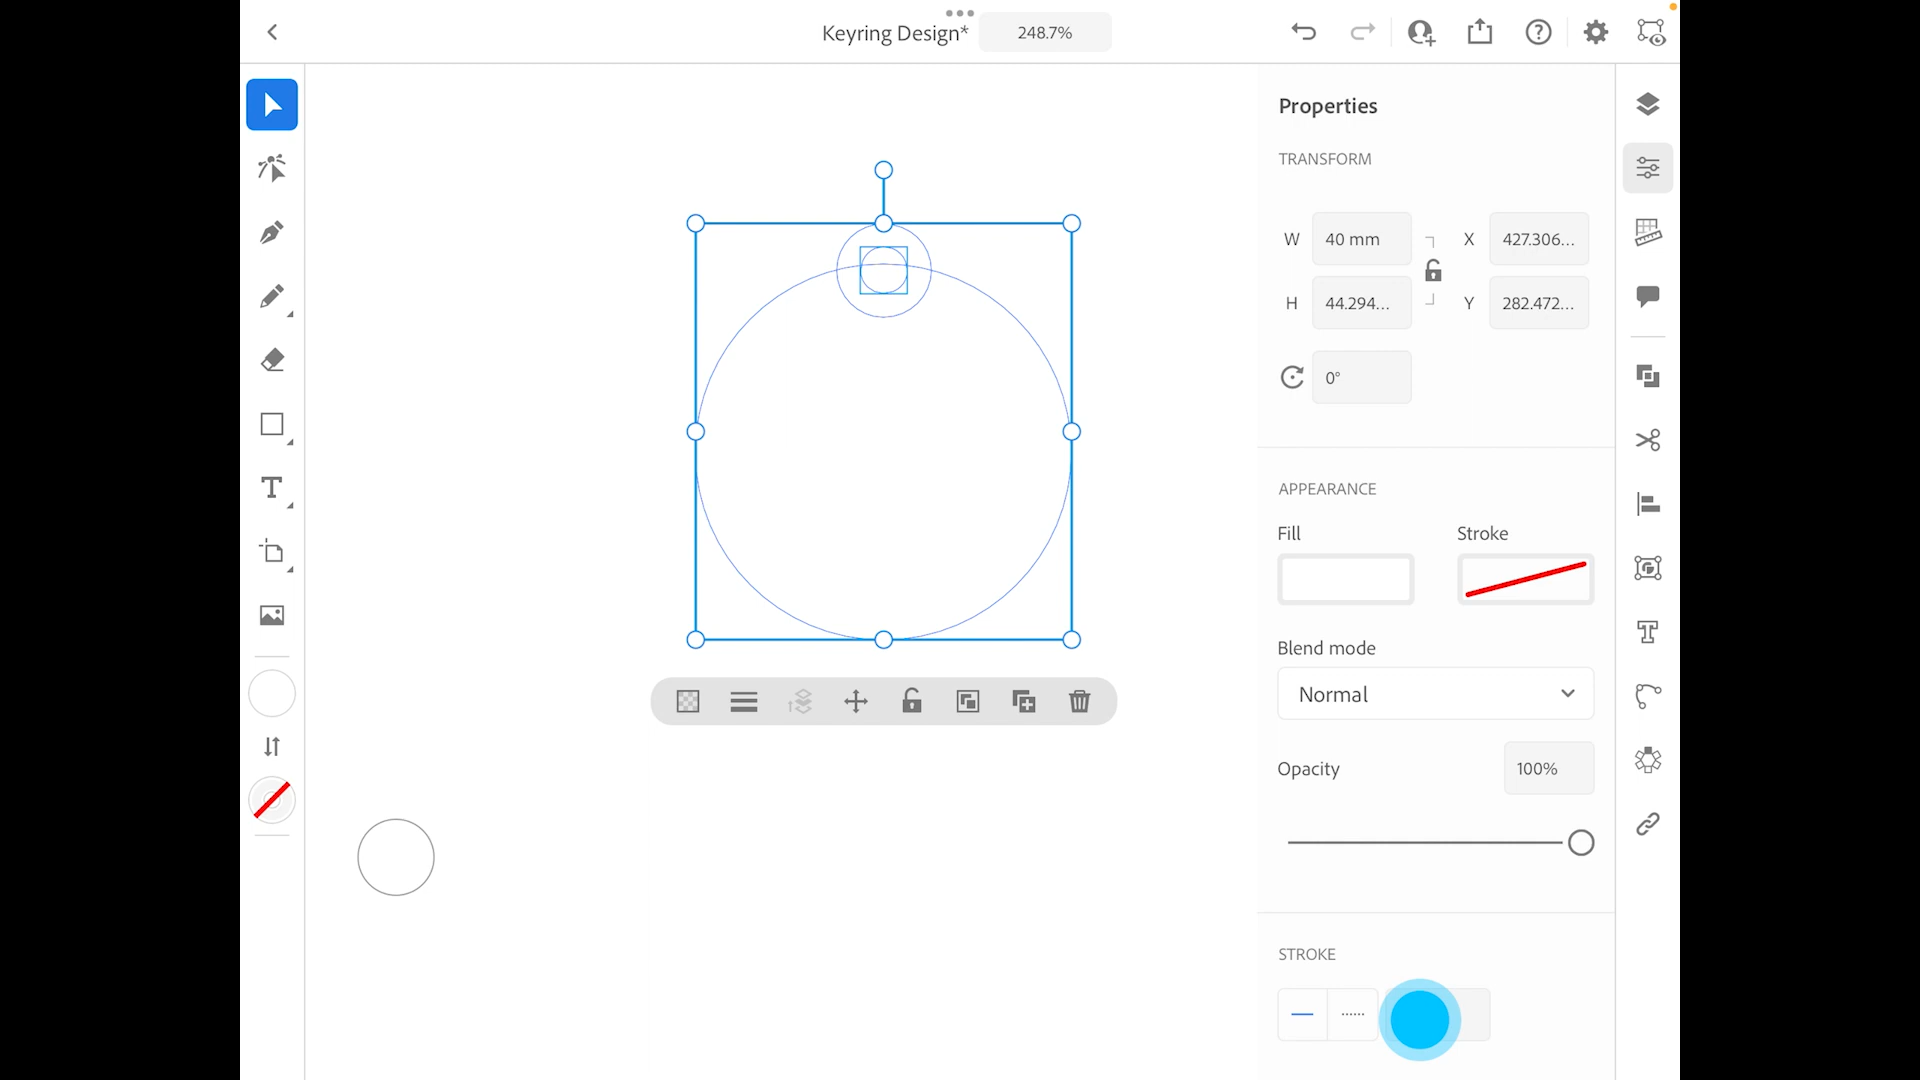 Keyring Design*
248.7%
Properties
TRANSFORM
W 40 mm X 427.306...
H 44.294... Y 282.472...
0°
APPEARANCE
Fill Stroke
Blend mode
Normal
Opacity 100%
STROKE